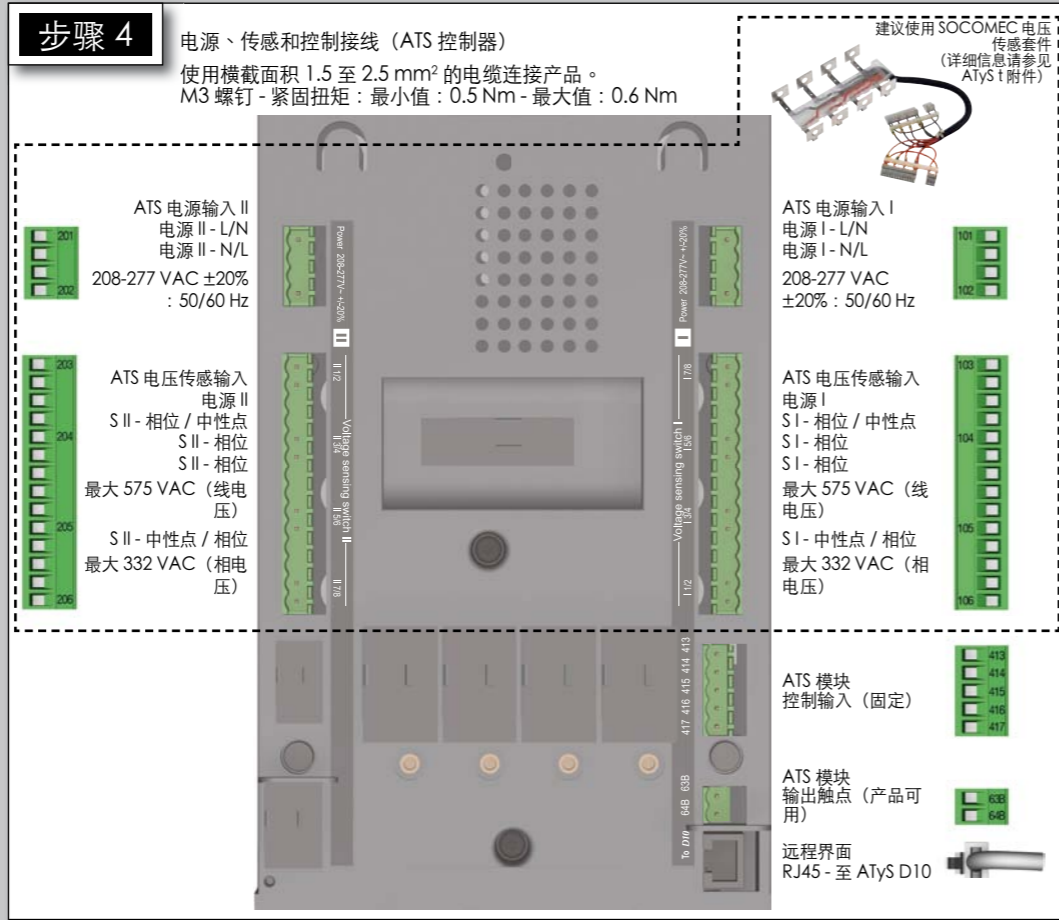 步骤 4
电源、传感和控制接线（ATS 控制器）
使用横截面积 1.5 至 2.5 mm² 的电缆连接产品。
M3 螺钉 - 紧固扭矩：最小值：0.5 Nm - 最大值：0.6 Nm
建议使用 SOCOMEC 电压
传感套件
（详细信息请参见
ATyS t 附件）
ATS 电源输入 II
电源 II - L/N
电源 II - N/L
208-277 VAC ±20%
: 50/60 Hz
201
202
ATS 电压传感输入
电源 II
S II - 相位 / 中性点
S II - 相位
S II - 相位
最大 575 VAC（线电
压）
S II - 中性点 / 相位
最大 332 VAC（相电
压）
203
204
205
206
Power 208-277V~ +/-20%
II
II 1/2
II 3/4
II 5/6
II 7/8
Voltage sensing switch II
Power 208-277V~ +/-20%
I
I 7/8
I 5/6
I 3/4
I 1/2
Voltage sensing switch I
417 416 415 414 413
64B 63B
To D10
ATS 电源输入 I
电源 I - L/N
电源 I - N/L
208-277 VAC
±20% : 50/60 Hz
101
102
ATS 电压传感输入
电源 I
S I - 相位 / 中性点
S I - 相位
S I - 相位
最大 575 VAC（线
电压）
S I - 中性点 / 相位
最大 332 VAC（相
电压）
103
104
105
106
ATS 模块
控制输入（固定）
413
414
415
416
417
ATS 模块
输出触点（产品可
用）
63B
64B
远程界面
RJ45 - 至 ATyS D10